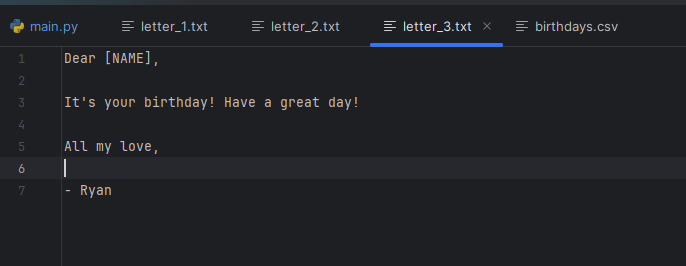 main.py letter_1.txt letter_2.txt letter_3.txt birthdays.csv
1 Dear [NAME],
2
3 It's your birthday! Have a great day!
4
5 All my love,
6
7 - Ryan